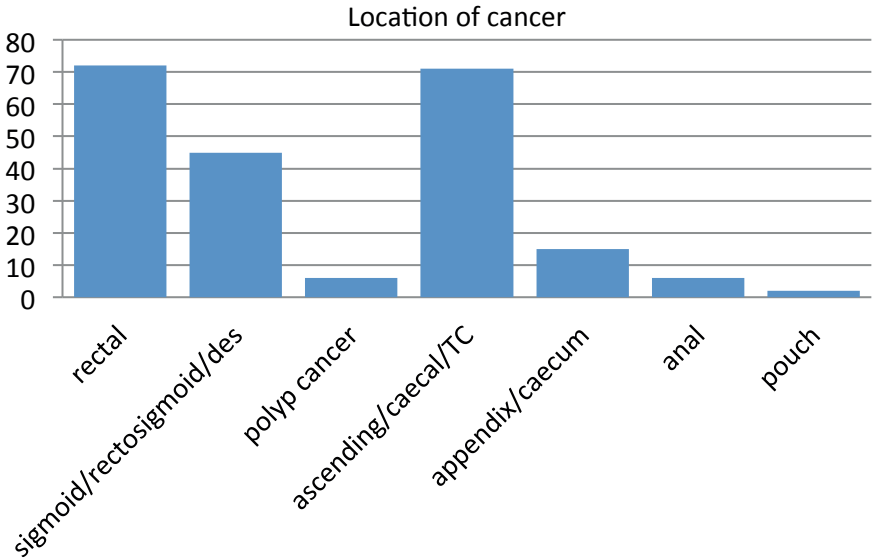 Location of cancer
80
70
60
50
40
30
20
10
0
rectal
sigmoid/rectosigmoid/des
polyp cancer
ascending/caecal/TC
appendix/caecum
anal
pouch